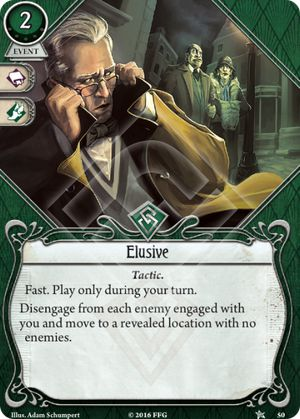 2
EVENT
Elusive
Tactic.
Fast. Play only during your turn.
Disengage from each enemy engaged with
you and move to a revealed location with no
enemies.
Illus. Adam Schumpert
© 2016 FFG
50